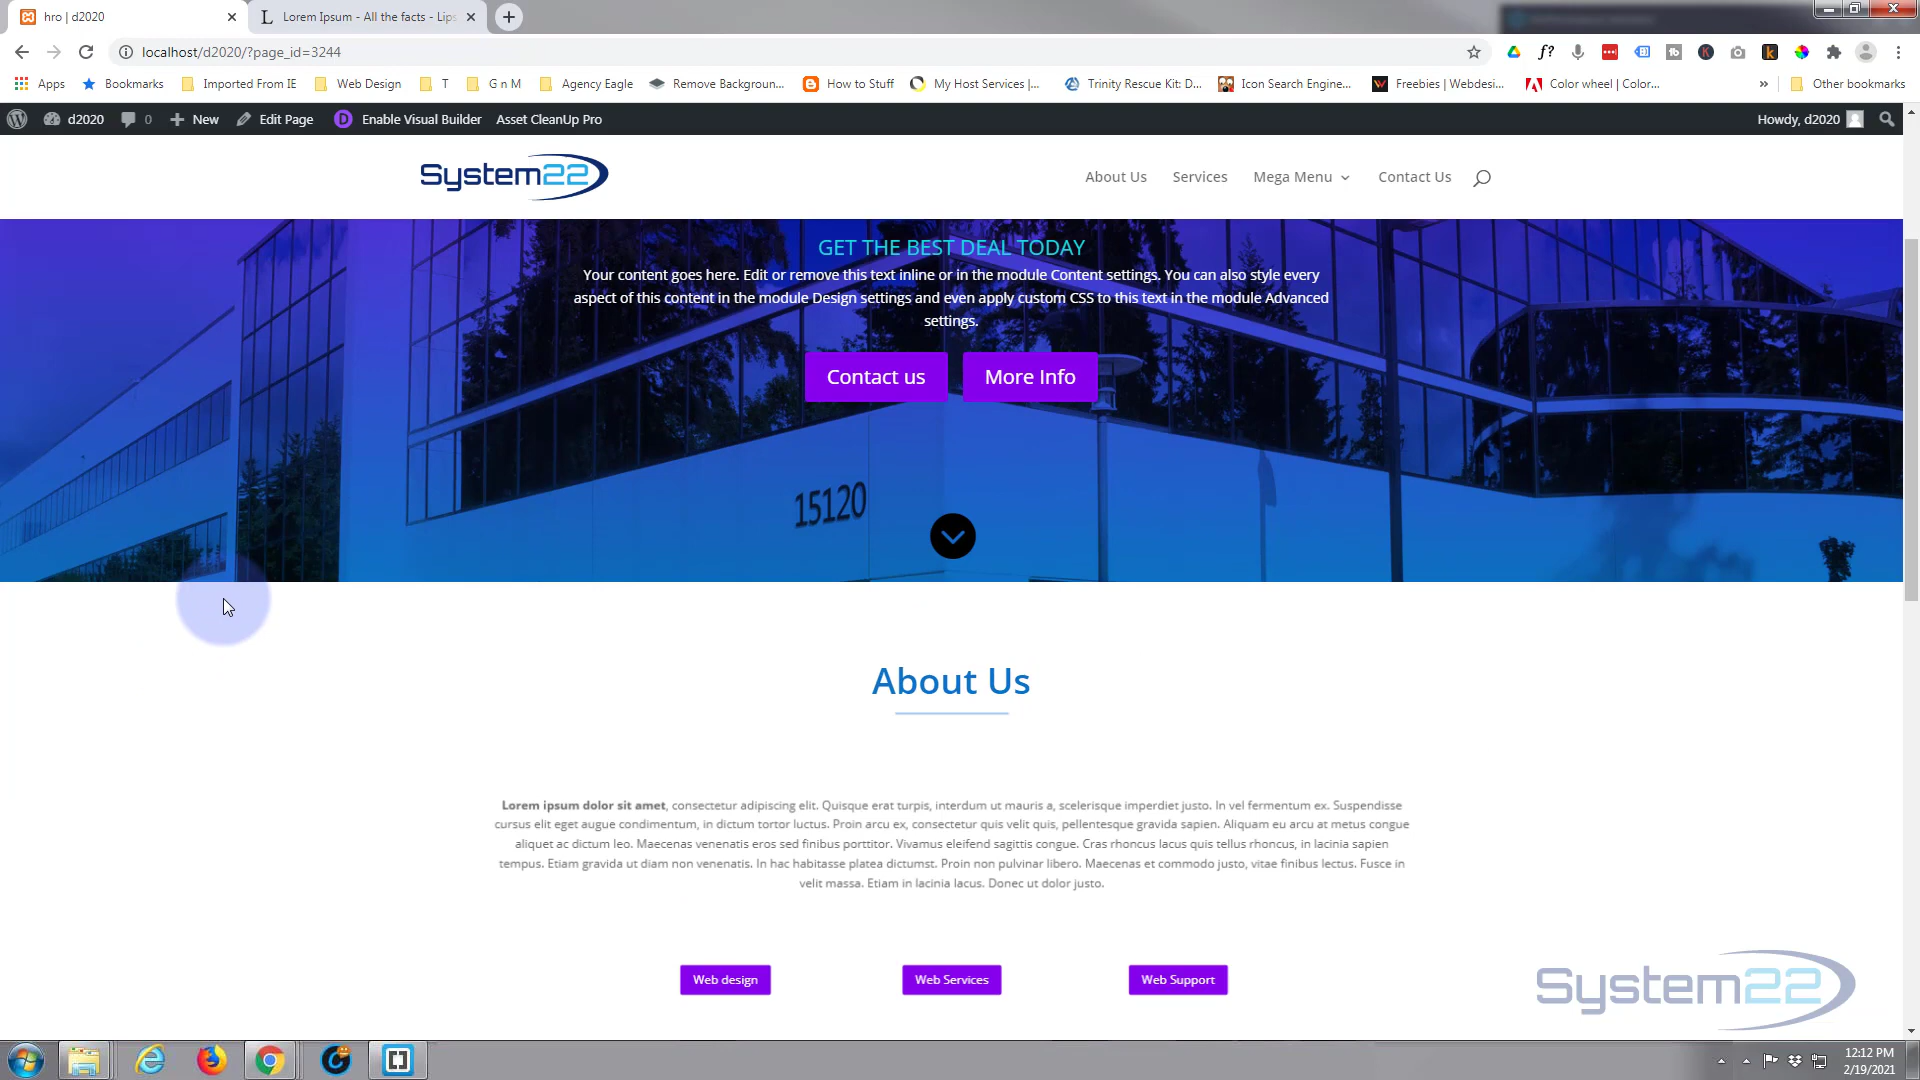 hro | d2020
Lorem Ipsum - All the facts - Lips
localhost/d2020/?page_id=3244
Apps
Bookmarks
Imported From IE
Web Design
T
G n M
Agency Eagle
Remove Backgroun...
How to Stuff
My Host Services |...
Trinity Rescue Kit: D...
Icon Search Engine...
Freebies | Webdesi...
Color wheel | Color...
»
Other bookmarks
d2020
0
New
Edit Page
Enable Visual Builder
Asset CleanUp Pro
Howdy, d2020
System22
About Us
Services
Mega Menu
Contact Us
GET THE BEST DEAL TODAY
Your content goes here. Edit or remove this text inline or in the module Content settings. You can also style every
aspect of this content in the module Design settings and even apply custom CSS to this text in the module Advanced
settings.
Contact us
More Info
15120
About Us
Lorem ipsum dolor sit amet, consectetur adipiscing elit. Quisque erat turpis, interdum ut mauris a, scelerisque imperdiet justo. In vel fermentum ex. Suspendisse
cursus elit eget augue condimentum, in dictum tortor luctus. Proin arcu ex, consectetur quis velit quis, pellentesque gravida sapien. Aliquam eu arcu at metus congue
aliquet ac dictum leo. Maecenas venenatis eros sed finibus porttitor. Vivamus eleifend sagittis congue. Cras rhoncus lacus quis tellus rhoncus, in lacinia sapien
tempus. Etiam gravida ut diam non venenatis. In hac habitasse platea dictumst. Proin non pulvinar libero. Maecenas et commodo justo, vitae finibus lectus. Fusce in
velit massa. Etiam in lacinia lacus. Donec ut dolor justo.
Web design
Web Services
Web Support
System22
12:12 PM
2/19/2021